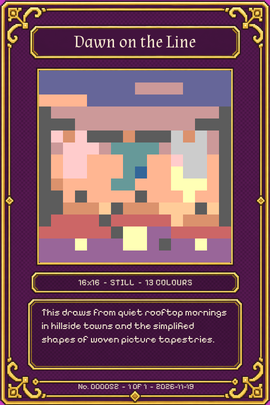 Dawn on the Line
16x16 - STILL - 13 COLOURS
This draws from quiet rooftop mornings
in hillside towns and the simplified
shapes of woven picture tapestries.
No. 000052 - 1 OF 1 - 2026-11-19